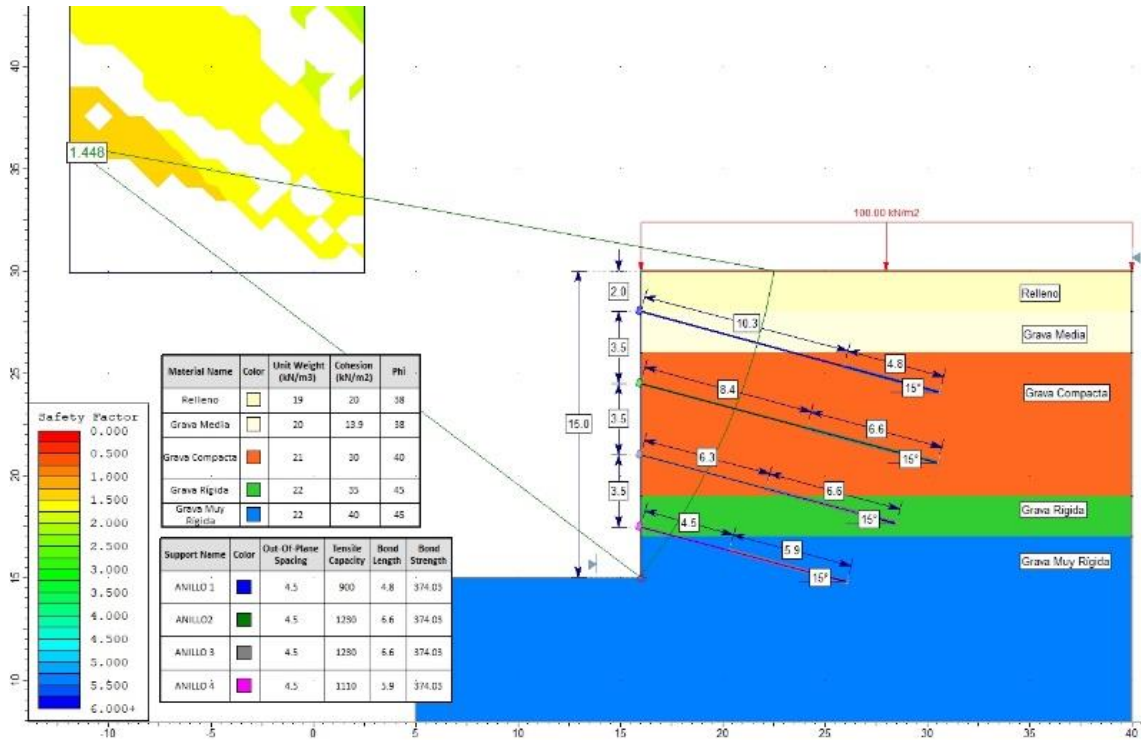 40
35
30
25
20
15
10
1.448
100.00 kN/m2
2.0
3.5
3.5
3.5
15.0
10.3
4.8
15°
8.4
6.6
15°
6.3
6.6
15°
4.5
5.9
15°
Relleno
Grava Media
Grava Compacta
Grava Rígida
Grava Muy Rígida
Safety Factor
0.000
0.500
1.000
1.500
2.000
2.500
3.000
3.500
4.000
4.500
5.000
5.500
6.000+
Material Name Color Unit Weight (kN/m3) Cohesion (kN/m2) Phi
Relleno 19 20 38
Grava Media 20 13.9 38
Grava Compacta 21 30 40
Grava Rígida 22 35 45
Grava Muy Rígida 22 40 45
Support Name Color Out-Of-Plane Spacing Tensile Capacity Bond Length Bond Strength
ANILLO 1 4.5 900 4.8 374.03
ANILLO2 4.5 1230 6.6 374.03
ANILLO 3 4.5 1230 6.6 374.03
ANILLO 4 4.5 1110 5.9 374.03
-10 -5 0 5 10 15 20 25 30 35 40